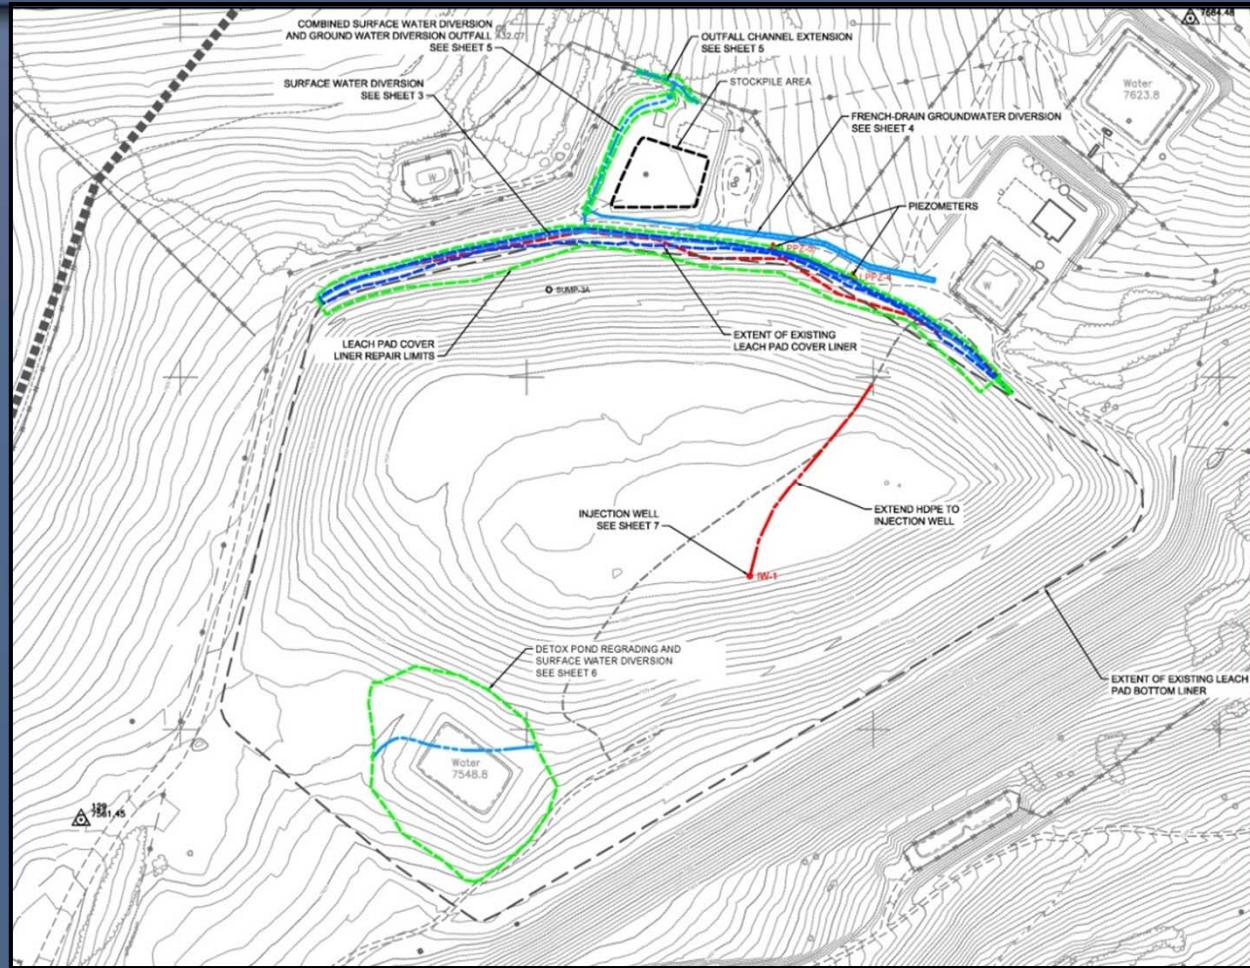 COMBINED SURFACE WATER DIVERSION
AND GROUND WATER DIVERSION OUTFALL
SEE SHEET 5
OUTFALL CHANNEL EXTENSION
SEE SHEET 5
STOCKPILE AREA
SURFACE WATER DIVERSION
SEE SHEET 3
Water
7623.8
FRENCH-DRAIN GROUNDWATER DIVERSION
SEE SHEET 4
W
PIEZOMETERS
W
SUMP-3A
EXTENT OF EXISTING
LEACH PAD COVER LINER
LEACH PAD COVER
LINER REPAIR LIMITS
INJECTION WELL
SEE SHEET 7
EXTEND HDPE TO
INJECTION WELL
IW-1
DETOX POND REGRADING AND
SURFACE WATER DIVERSION
SEE SHEET 6
EXTENT OF EXISTING LEACH
PAD BOTTOM LINER
Water
7548.8
129
7561.45